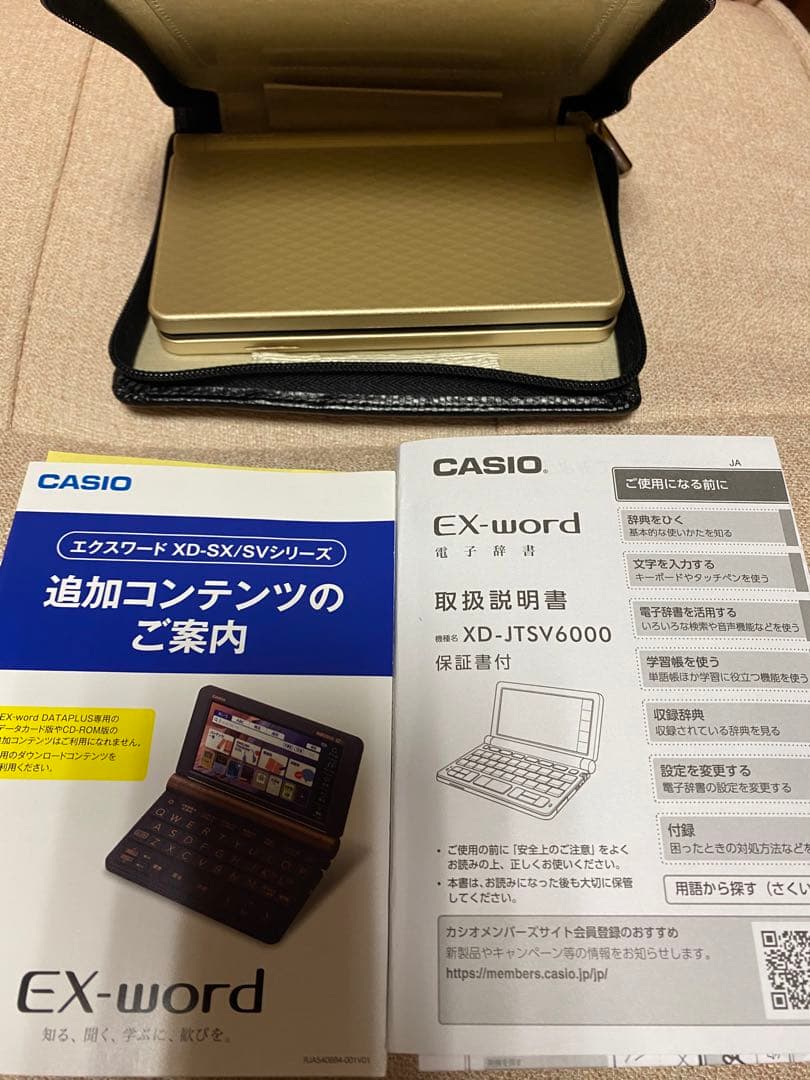 CASIO
エクスワード XD-SX/SVシリーズ
追加コンテンツの
ご案内
EX-word DATAPLUS専用の
データカード版やCD-ROM版の
追加コンテンツはご利用になれません。
用のダウンロードコンテンツを
利用ください。
EX-word
知る、聞く、学ぶに、歓びを。
RJA540884-001V01
CASIO®
JA
EX-word
電子辞書
取扱説明書
機種名 XD-JTSV6000
保証書付
ご使用になる前に
辞典をひく
基本的な使いかたを知る
文字を入力する
キーボードやタッチペンを使う
電子辞書を活用する
いろいろな検索や音声機能などを使う
学習帳を使う
単語帳ほか学習に役立つ機能を使う
収録辞典
収録されている辞典を見る
設定を変更する
電子辞書の設定を変更する
付録
困ったときの対処方法などを
用語から探す（さくい
・ご使用の前に「安全上のご注意」をよく
お読みの上、正しくお使いください。
・本書は、お読みになった後も大切に保管
してください。
カシオメンバーズサイト会員登録のおすすめ
新製品やキャンペーン等の情報をお知らせします。
https://members.casio.jp/jp/